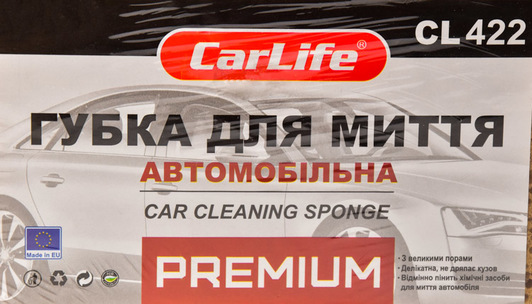 CarLife®
CL 422
ГУБКА ДЛЯ МИТТЯ
АВТОМОБІЛЬНА
CAR CLEANING SPONGE
Made in EU
PREMIUM
• З великими порами
• Делікатна, не дряпає кузов
• Відмінно пінить хімічні засоби
для миття автомобіля